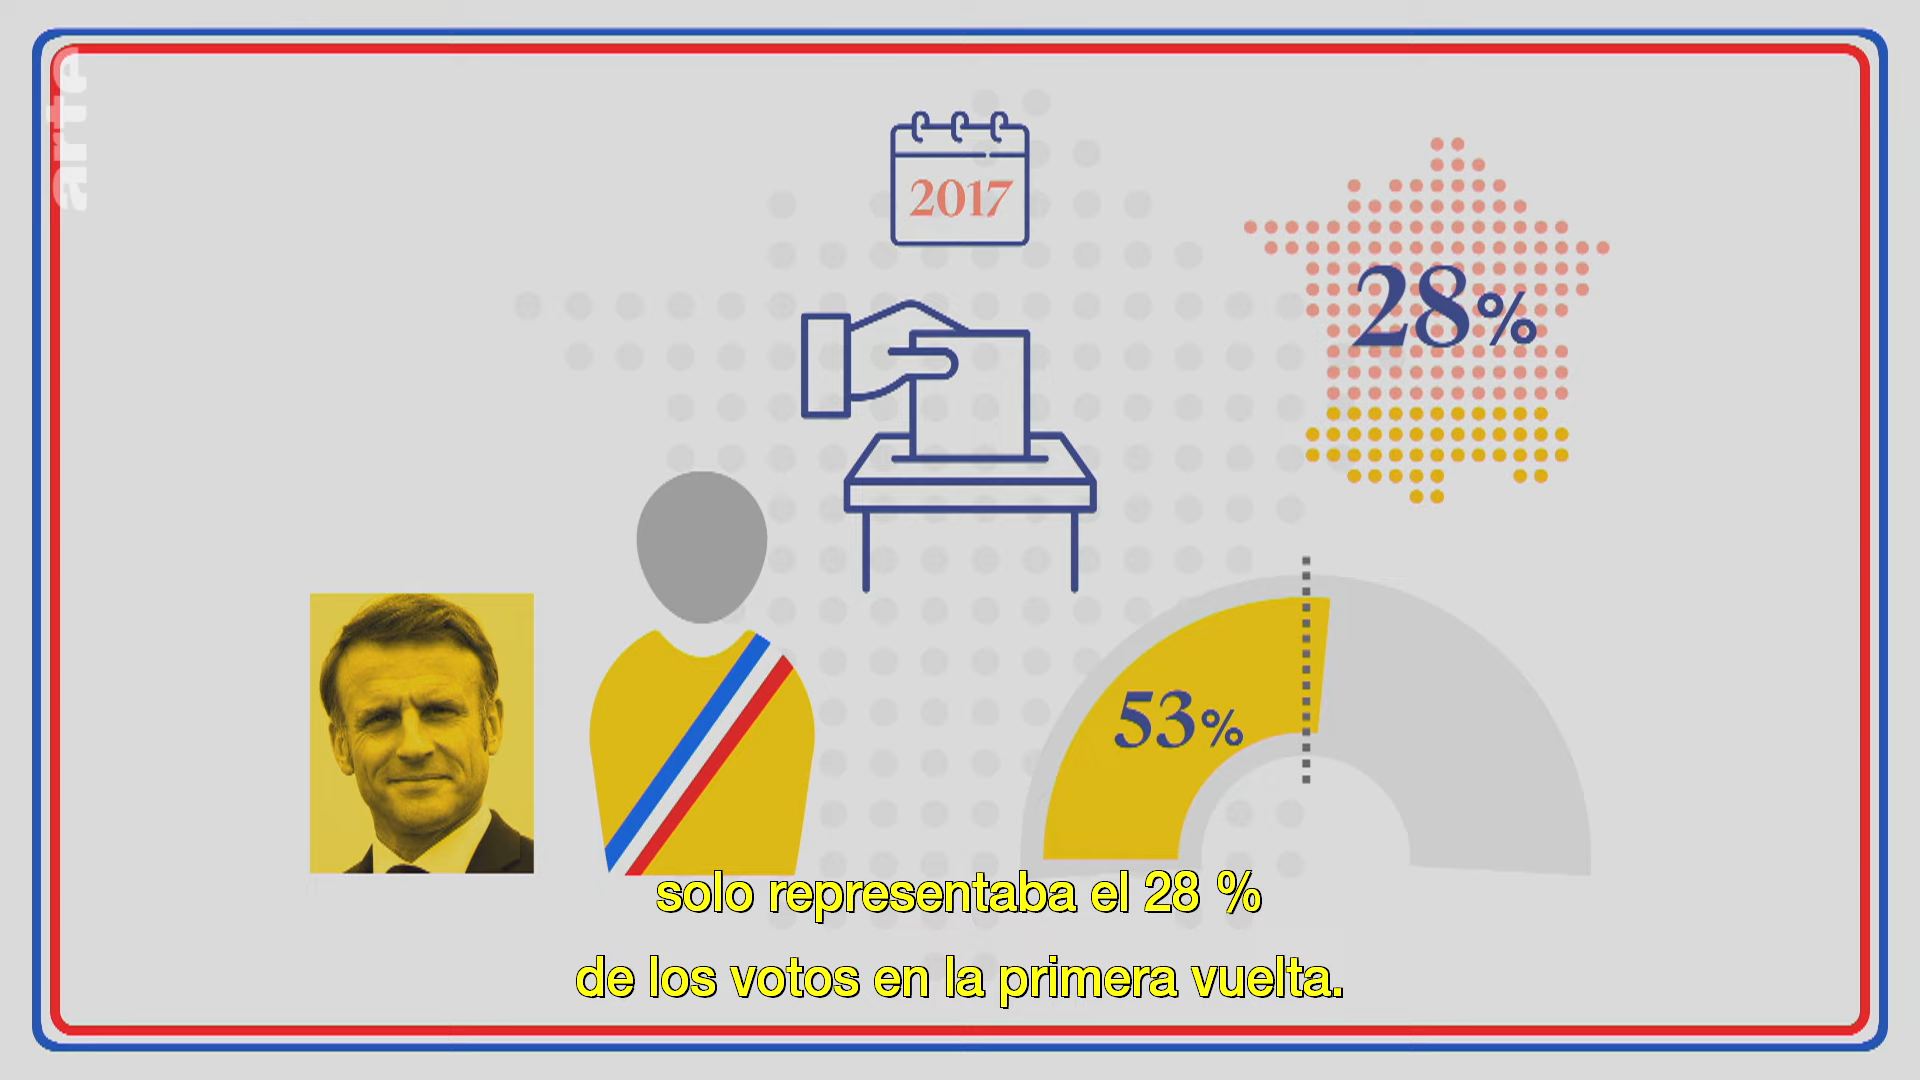 arte
2017
28%
53%
solo representaba el 28 %
de los votos en la primera vuelta.